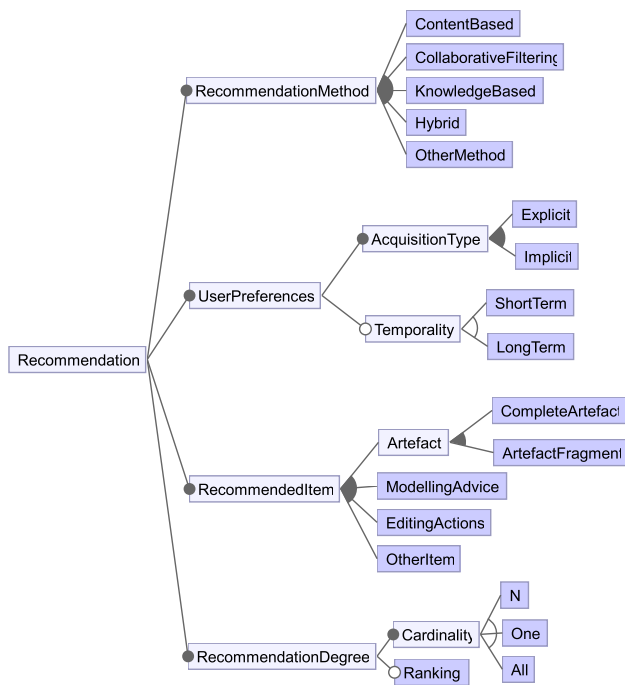 ContentBased
CollaborativeFiltering
RecommendationMethod
KnowledgeBased
Hybrid
OtherMethod
Explicit
AcquisitionType
Implicit
UserPreferences
ShortTerm
Temporality
LongTerm
Recommendation
CompleteArtefact
Artefact
ArtefactFragment
RecommendedItem
ModellingAdvice
EditingActions
OtherItem
N
Cardinality
One
RecommendationDegree
All
Ranking